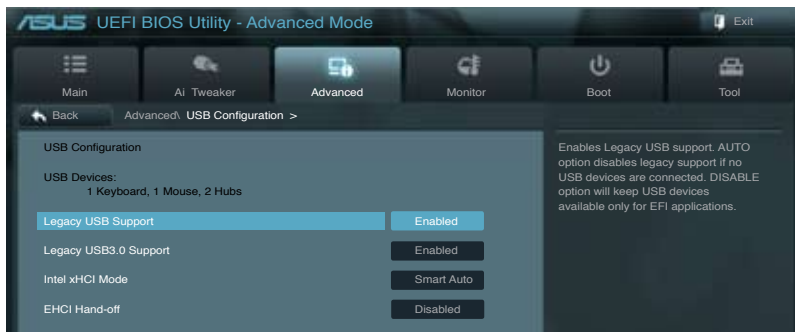 ASUS UEFI BIOS Utility - Advanced Mode
Exit
Main
Ai Tweaker
Advanced
Monitor
Boot
Tool
Back
Advanced\ USB Configuration >
USB Configuration
USB Devices:
1 Keyboard, 1 Mouse, 2 Hubs
Legacy USB Support Enabled
Legacy USB3.0 Support Enabled
Intel xHCI Mode Smart Auto
EHCI Hand-off Disabled
Enables Legacy USB support. AUTO
option disables legacy support if no
USB devices are connected. DISABLE
option will keep USB devices
available only for EFI applications.